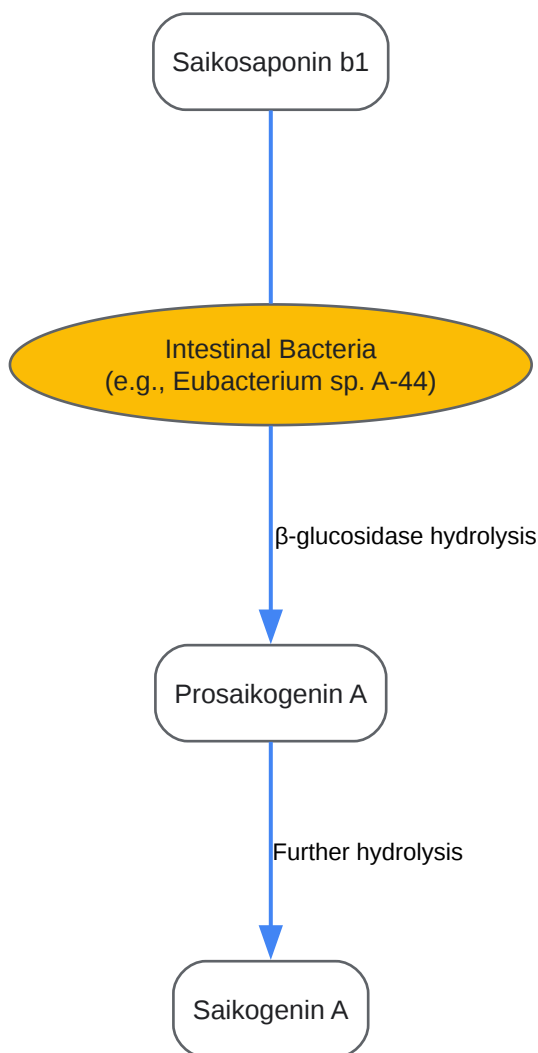 Saikosaponin b1
Intestinal Bacteria
(e.g., Eubacterium sp. A-44)
β-glucosidase hydrolysis
Prosaikogenin A
Further hydrolysis
Saikogenin A